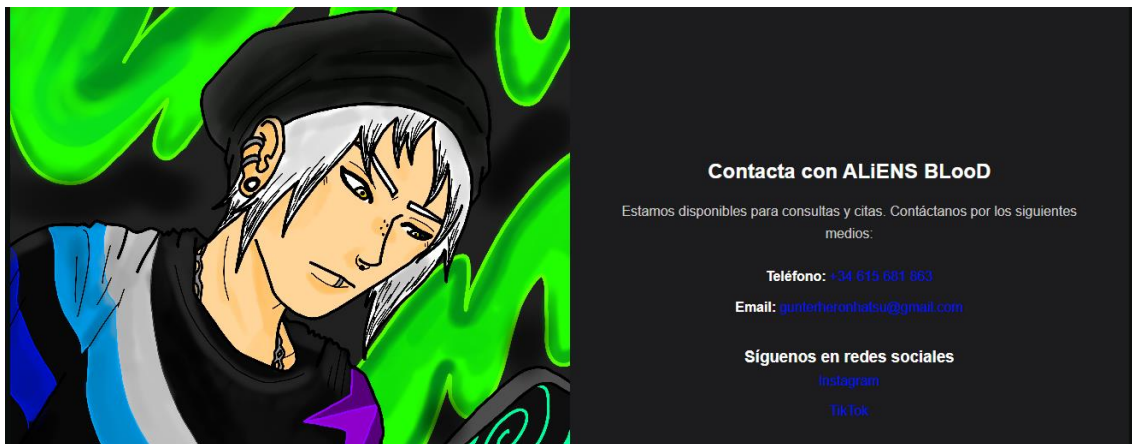 Contacta con ALiENS BLooD
Estamos disponibles para consultas y citas. Contáctanos por los siguientes
medios:
Teléfono: +34 615 681 863
Email: gunterheronhatsu@gmail.com
Síguenos en redes sociales
Instagram
TikTok